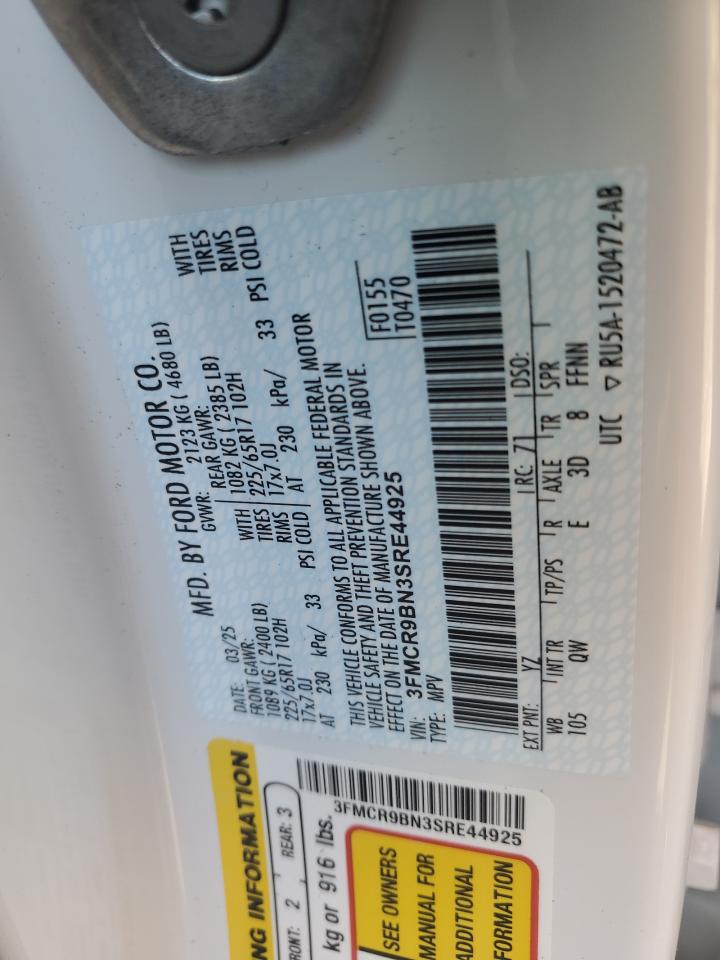 MFD. BY FORD MOTOR CO.
DATE: 03/25 GWVR: 2123 KG ( 4680 LB)
FRONT GAWR: REAR GAWR: WITH
1089 KG ( 2400 LB) WITH 1082 KG ( 2385 LB) TIRES
225/65R17 102H TIRES 225/65R17 102H RIMS
17x7.0J RIMS 17x7.0J
AT 230 kPa/ 33 PSI COLD AT 230 kPa/ 33 PSI COLD
THIS VEHICLE CONFORMS TO ALL APPLICABLE FEDERAL MOTOR
VEHICLE SAFETY AND THEFT PREVENTION STANDARDS IN
EFFECT ON THE DATE OF MANUFACTURE SHOWN ABOVE.
VIN: 3FMCR9BN3SRE44925
TYPE: MPV
F0155
T0470
EXT PNT: YZ RC: 71 DSO:
WB INT TR TP/PS R AXLE TR SPR
105 QW E 3D 8 FFNN
UTC ▽ RU5A-1520472-AB
NG INFORMATION
RONT: 2 REAR: 3
kg or 916 lbs.
3FMCR9BN3SRE44925
SEE OWNERS
MANUAL FOR
ADDITIONAL
FORMATION